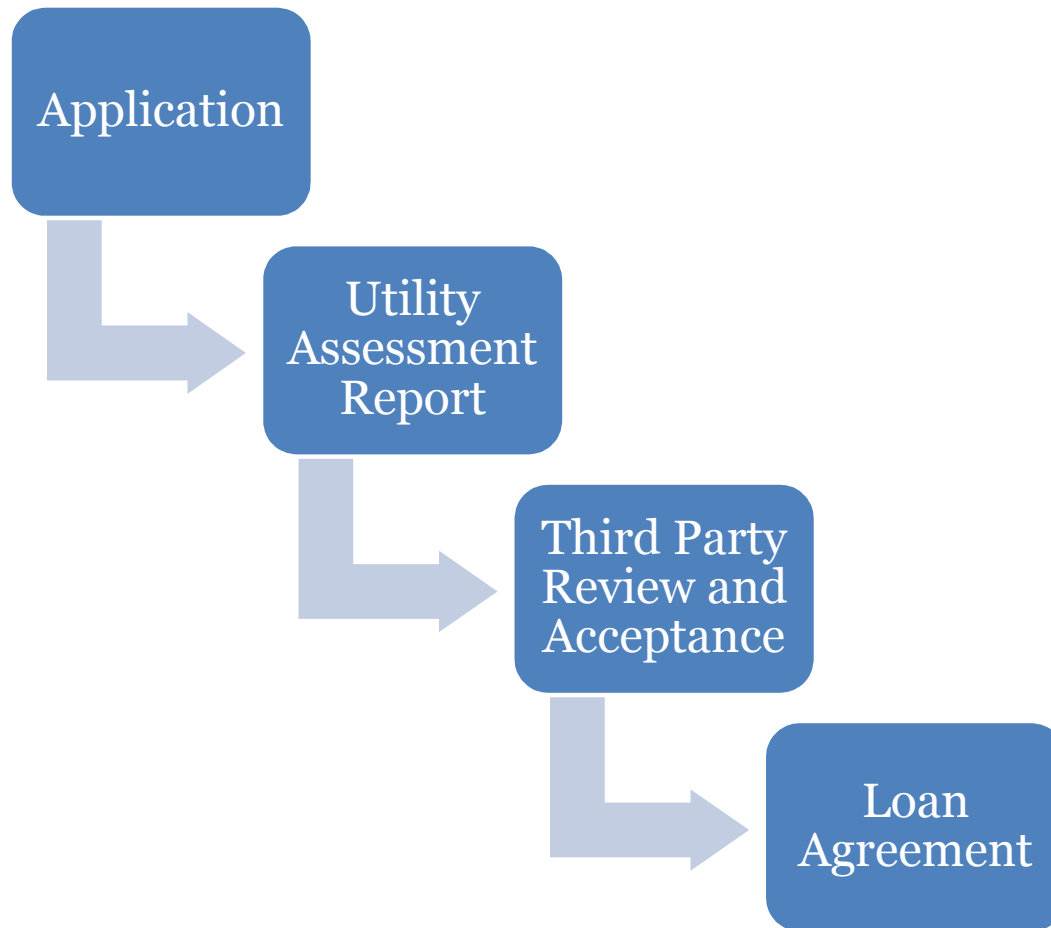 Application
Utility
Assessment
Report
Third Party
Review and
Acceptance
Loan
Agreement